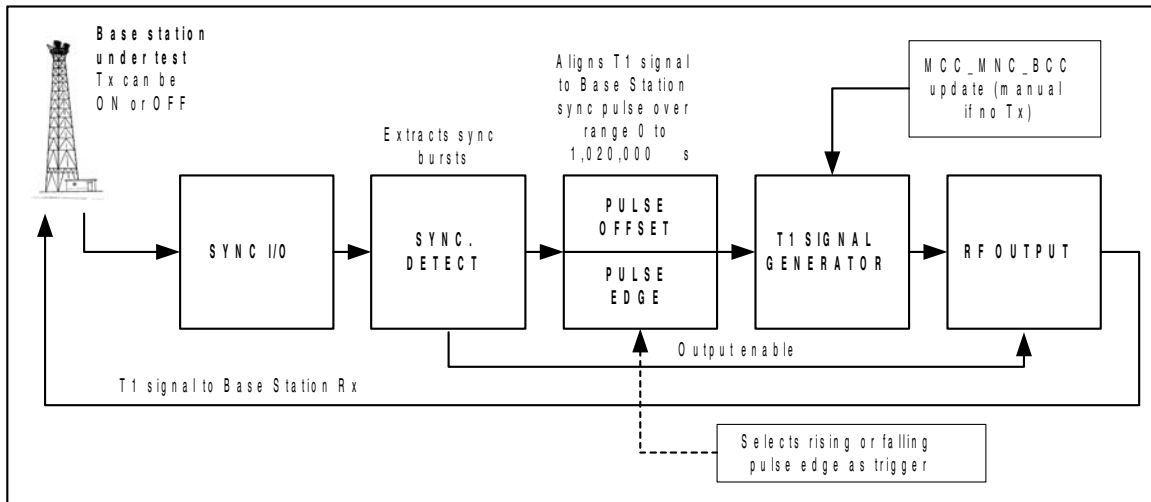 Base station
under test
Tx can be
ON or OFF
Extracts sync
bursts
Aligns T1 signal
to Base Station
sync pulse over
range 0 to
1,020,000 s
MCC_MNC_BCC
update (manual
if no Tx)
SYNC I/O
SYNC.
DETECT
PULSE
OFFSET
PULSE
EDGE
T1 SIGNAL
GENERATOR
RF OUTPUT
Output enable
T1 signal to Base Station Rx
Selects rising or falling
pulse edge as trigger